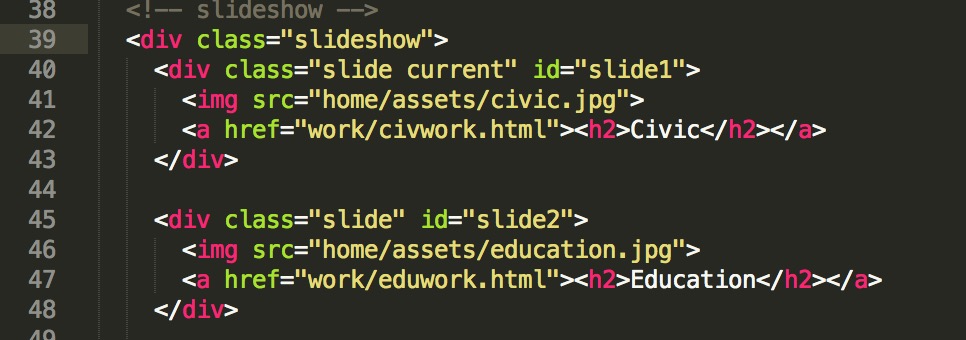 38 <!-- slideshow -->
39 <div class="slideshow">
40 <div class="slide current" id="slide1">
41 <img src="home/assets/civic.jpg">
42 <a href="work/civwork.html"><h2>Civic</h2></a>
43 </div>
44
45 <div class="slide" id="slide2">
46 <img src="home/assets/education.jpg">
47 <a href="work/eduwork.html"><h2>Education</h2></a>
48 </div>
49